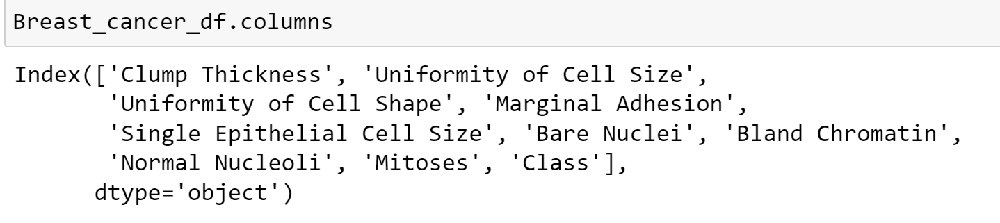 Breast_cancer_df.columns
Index(['Clump Thickness', 'Uniformity of Cell Size',
'Uniformity of Cell Shape', 'Marginal Adhesion',
'Single Epithelial Cell Size', 'Bare Nuclei', 'Bland Chromatin',
'Normal Nucleoli', 'Mitoses', 'Class'],
dtype='object')